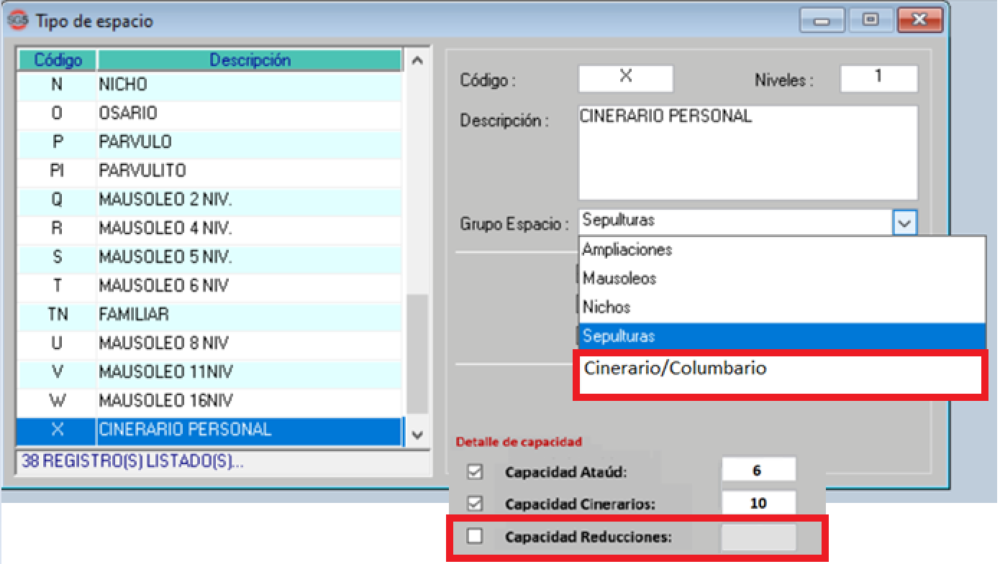 SG5 Tipo de espacio
Código Descripción
N NICHO
O OSARIO
P PARVULO
PI PARVULITO
Q MAUSOLEO 2 NIV.
R MAUSOLEO 4 NIV.
S MAUSOLEO 5 NIV.
T MAUSOLEO 6 NIV
TN FAMILIAR
U MAUSOLEO 8 NIV
V MAUSOLEO 11NIV
W MAUSOLEO 16NIV
X CINERARIO PERSONAL
38 REGISTRO(S) LISTADO(S)...
Código : X Niveles : 1
Descripción : CINERARIO PERSONAL
Grupo Espacio : Sepulturas
Ampliaciones
Mausoleos
Nichos
Sepulturas
Cinerario/Columbario
Detalle de capacidad
Capacidad Ataúd: 6
Capacidad Cinerarios: 10
Capacidad Reducciones: